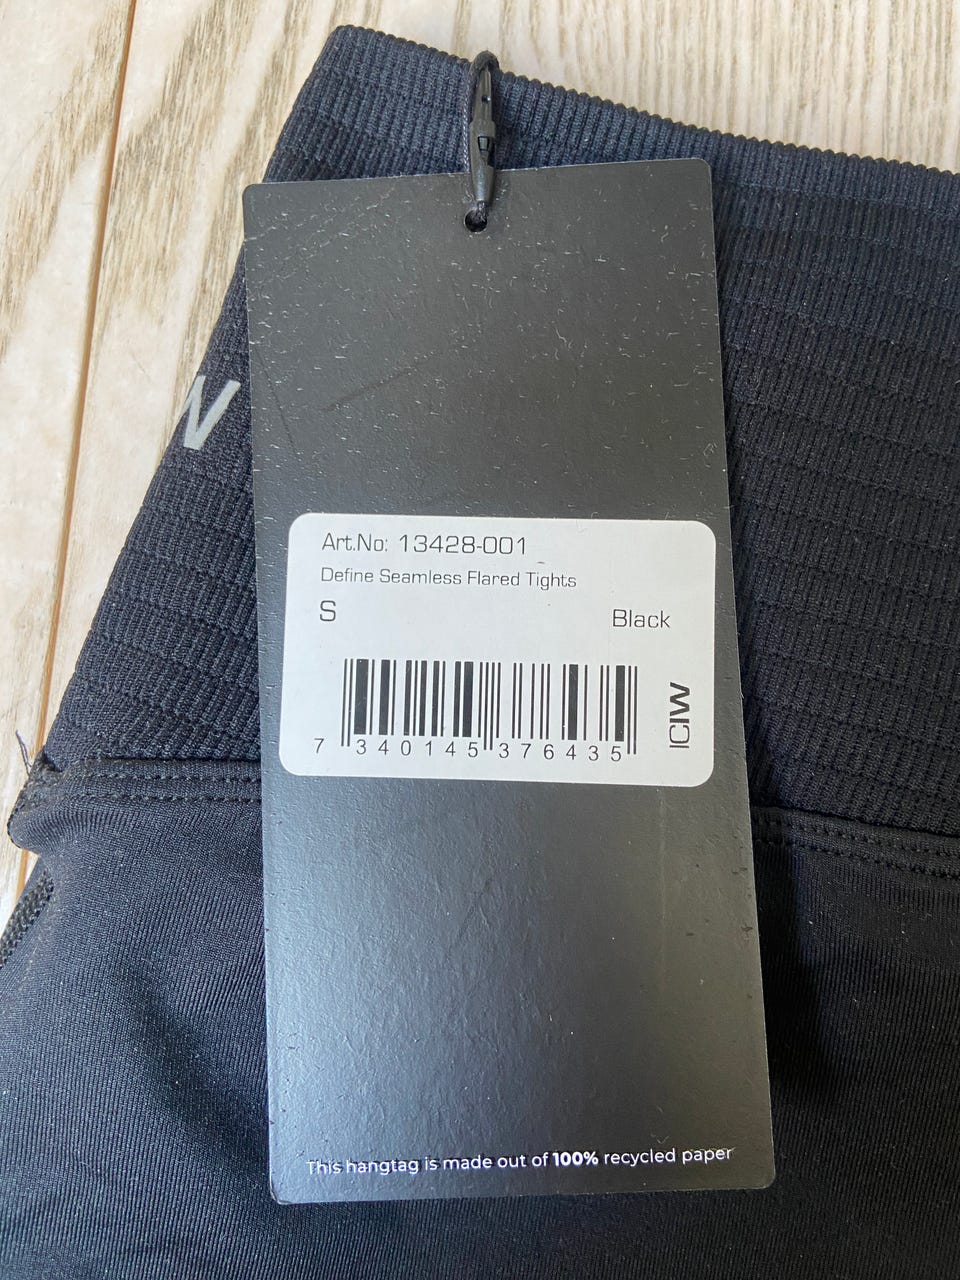 W
Art.No: 13428-001
Define Seamless Flared Tights
S
Black
7 340145 376435
ICIW
This hangtag is made out of 100% recycled paper